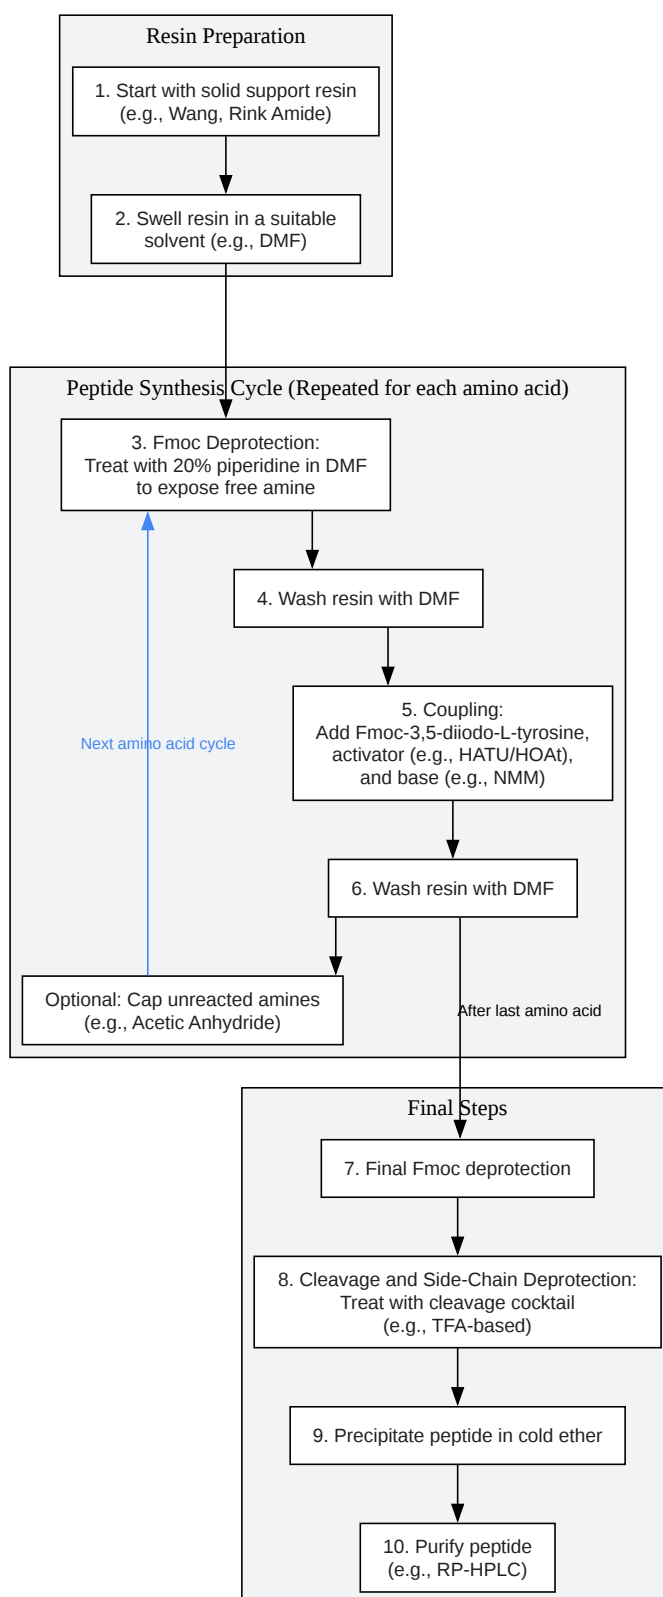 Resin Preparation
1. Start with solid support resin
(e.g., Wang, Rink Amide)
2. Swell resin in a suitable
solvent (e.g., DMF)
Peptide Synthesis Cycle (Repeated for each amino acid)
3. Fmoc Deprotection:
Treat with 20% piperidine in DMF
to expose free amine
4. Wash resin with DMF
5. Coupling:
Add Fmoc-3,5-diiodo-L-tyrosine,
activator (e.g., HATU/HOAt),
and base (e.g., NMM)
Next amino acid cycle
6. Wash resin with DMF
Optional: Cap unreacted amines
(e.g., Acetic Anhydride)
After last amino acid
Final Steps
7. Final Fmoc deprotection
8. Cleavage and Side-Chain Deprotection:
Treat with cleavage cocktail
(e.g., TFA-based)
9. Precipitate peptide in cold ether
10. Purify peptide
(e.g., RP-HPLC)